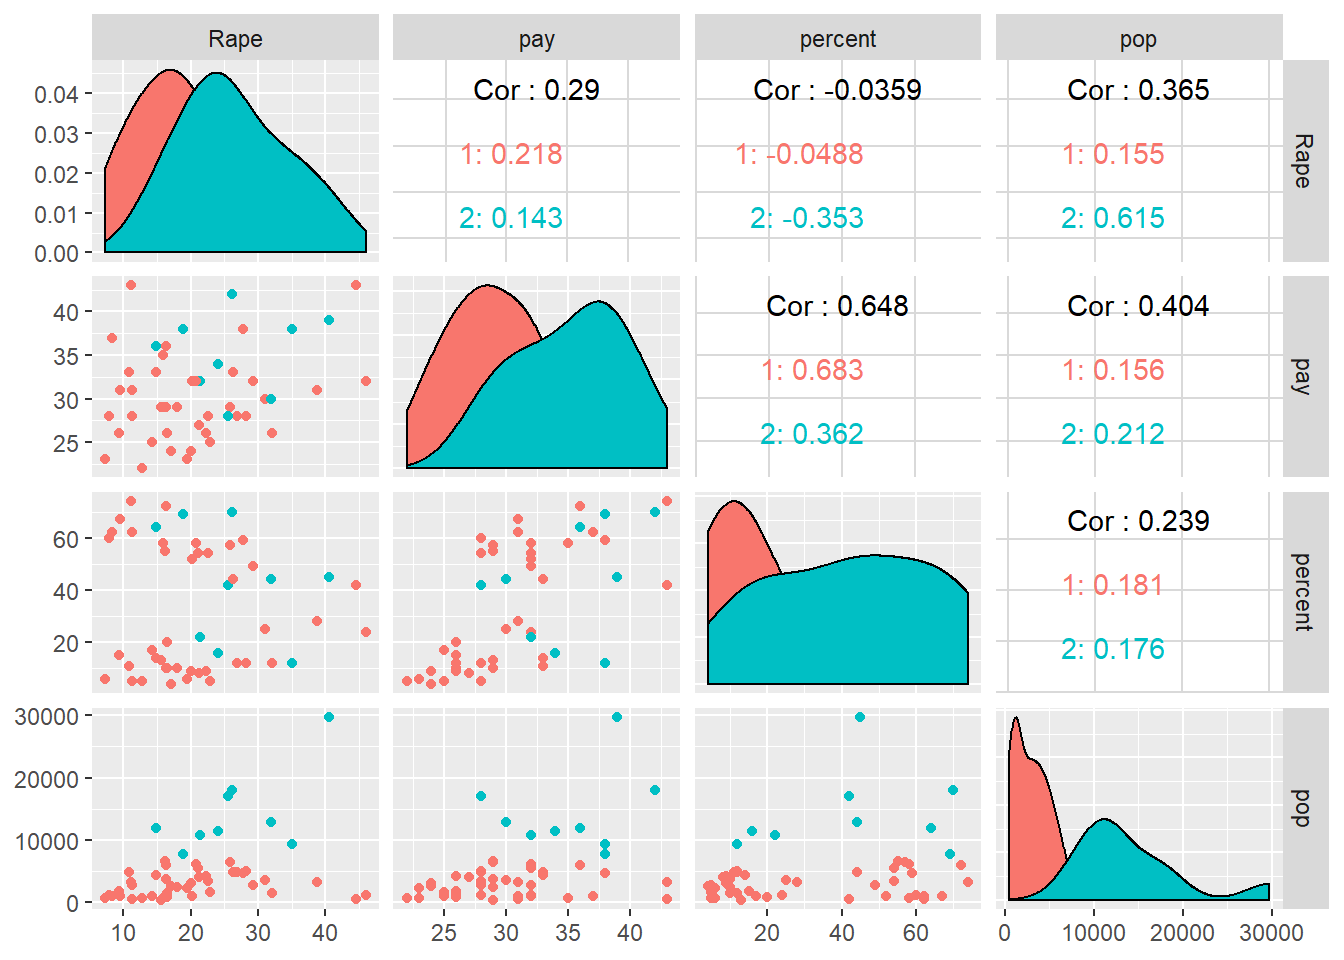 Rape pay percent pop
0.04
0.03
0.02
0.01
0.00
Cor : 0.29
1: 0.218
2: 0.143
Cor : -0.0359
1: -0.0488
2: -0.353
Cor : 0.365
1: 0.155
2: 0.615
Rape
40
35
30
25
Cor : 0.648
1: 0.683
2: 0.362
Cor : 0.404
1: 0.156
2: 0.212
pay
60
40
20
Cor : 0.239
1: 0.181
2: 0.176
percent
30000
20000
10000
0
pop
10 20 30 40
25 30 35 40
20 40 60
0 10000 20000 30000